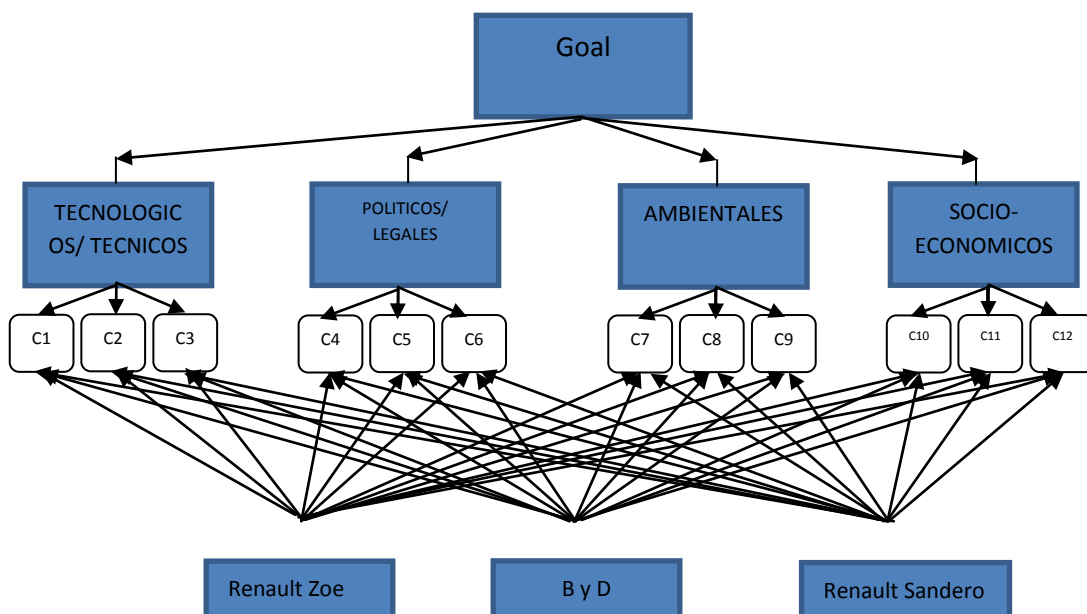 Goal
TECNOLOGIC
OS/ TECNICOS
POLITICOS/
LEGALES
AMBIENTALES
SOCIO-
ECONOMICOS
C1
C2
C3
C4
C5
C6
C7
C8
C9
C10
C11
C12
Renault Zoe
B y D
Renault Sandero